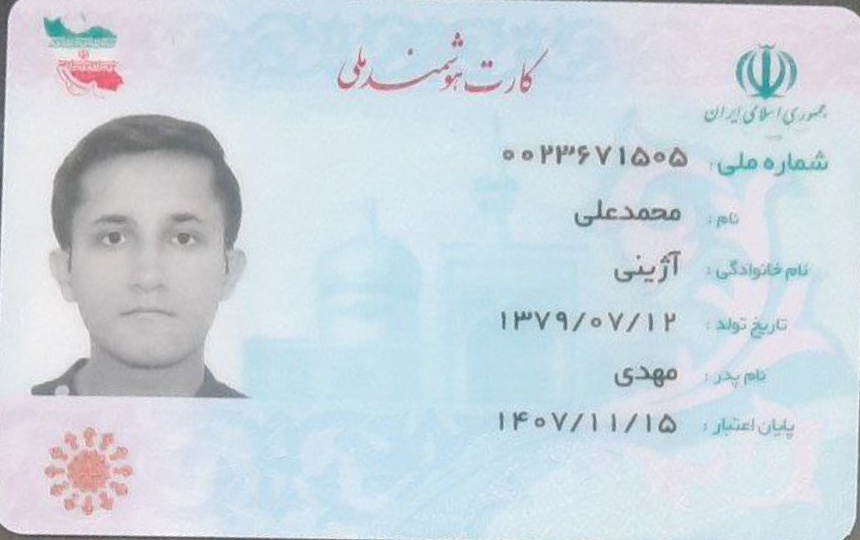 کارت هوشمند ملی
جمهوری اسلامی ایران
شماره ملی: ۰۰۲۳۶۷۱۵۰۵
نام: محمدعلی
نام خانوادگی: آژینی
تاریخ تولد: ۱۳۷۹/۰۷/۱۲
نام پدر: مهدی
پایان اعتبار: ۱۴۰۷/۱۱/۱۵